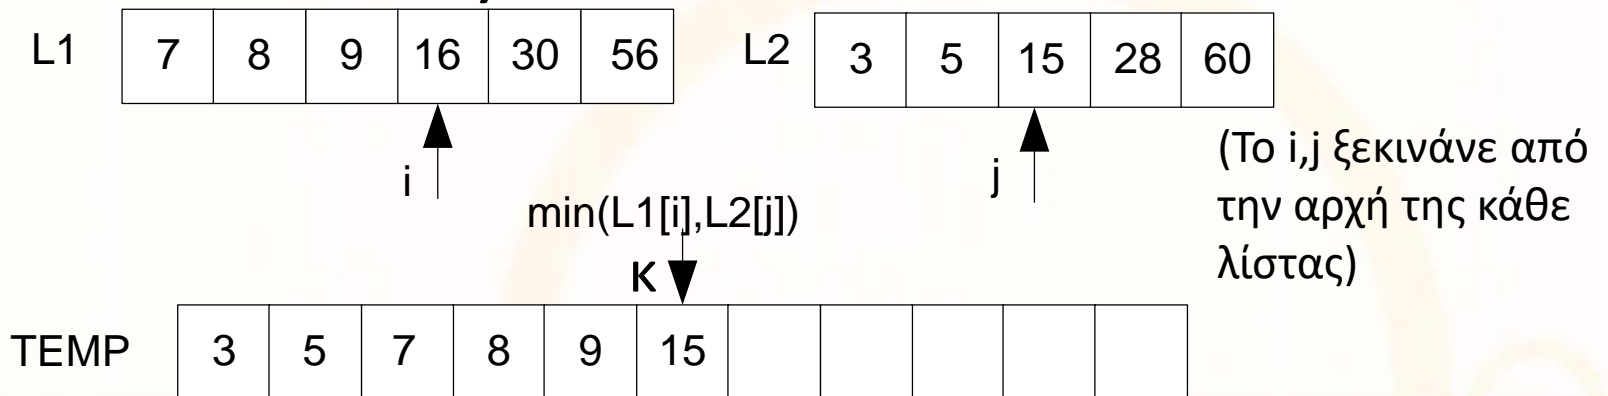 L1 7 8 9 16 30 56 L2 3 5 15 28 60
i j
(Το i,j ξεκινάνε από
την αρχή της κάθε
λίστας)
min(L1[i],L2[j])
K
TEMP 3 5 7 8 9 15